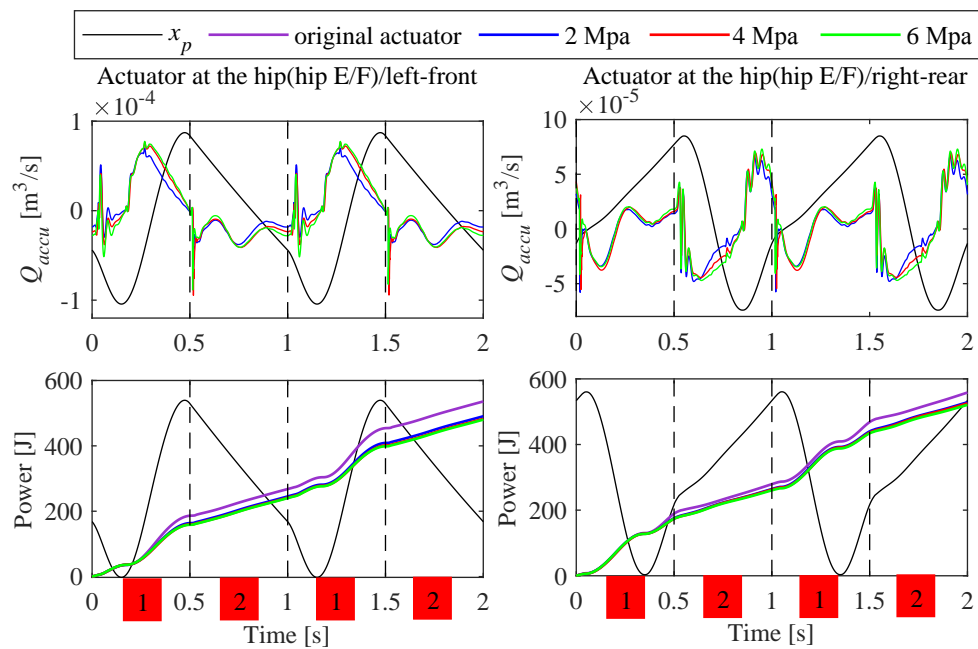 x_p original actuator 2 Mpa 4 Mpa 6 Mpa
Actuator at the hip(hip E/F)/left-front
×10^-4
1
0
-1
Q_accu [m^3/s]
0 0.5 1 1.5 2
Actuator at the hip(hip E/F)/right-rear
×10^-5
10
5
0
-5
Q_accu [m^3/s]
0 0.5 1 1.5 2
600
400
200
0
Power [J]
0 1 0.5 2 1 1 1.5 2 2
Time [s]
600
400
200
0
Power [J]
0 1 0.5 2 1 1 1.5 2 2
Time [s]